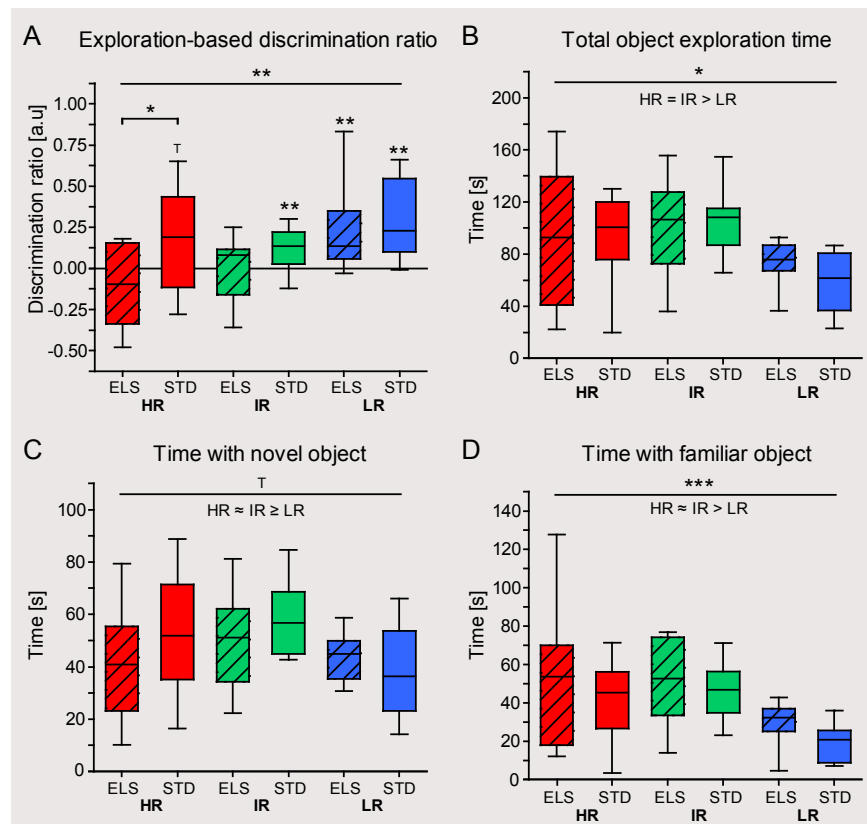 A Exploration-based discrimination ratio
**
*
T
**
**
**
Discrimination ratio [a.u]
1.00
0.75
0.50
0.25
0.00
-0.25
-0.50
ELS STD ELS STD ELS STD
HR IR LR
B Total object exploration time
*
HR = IR > LR
Time [s]
200
160
120
80
40
0
ELS STD ELS STD ELS STD
HR IR LR
C Time with novel object
T
HR ≈ IR ≥ LR
Time [s]
100
80
60
40
20
0
ELS STD ELS STD ELS STD
HR IR LR
D Time with familiar object
***
HR ≈ IR > LR
Time [s]
140
120
100
80
60
40
20
0
ELS STD ELS STD ELS STD
HR IR LR